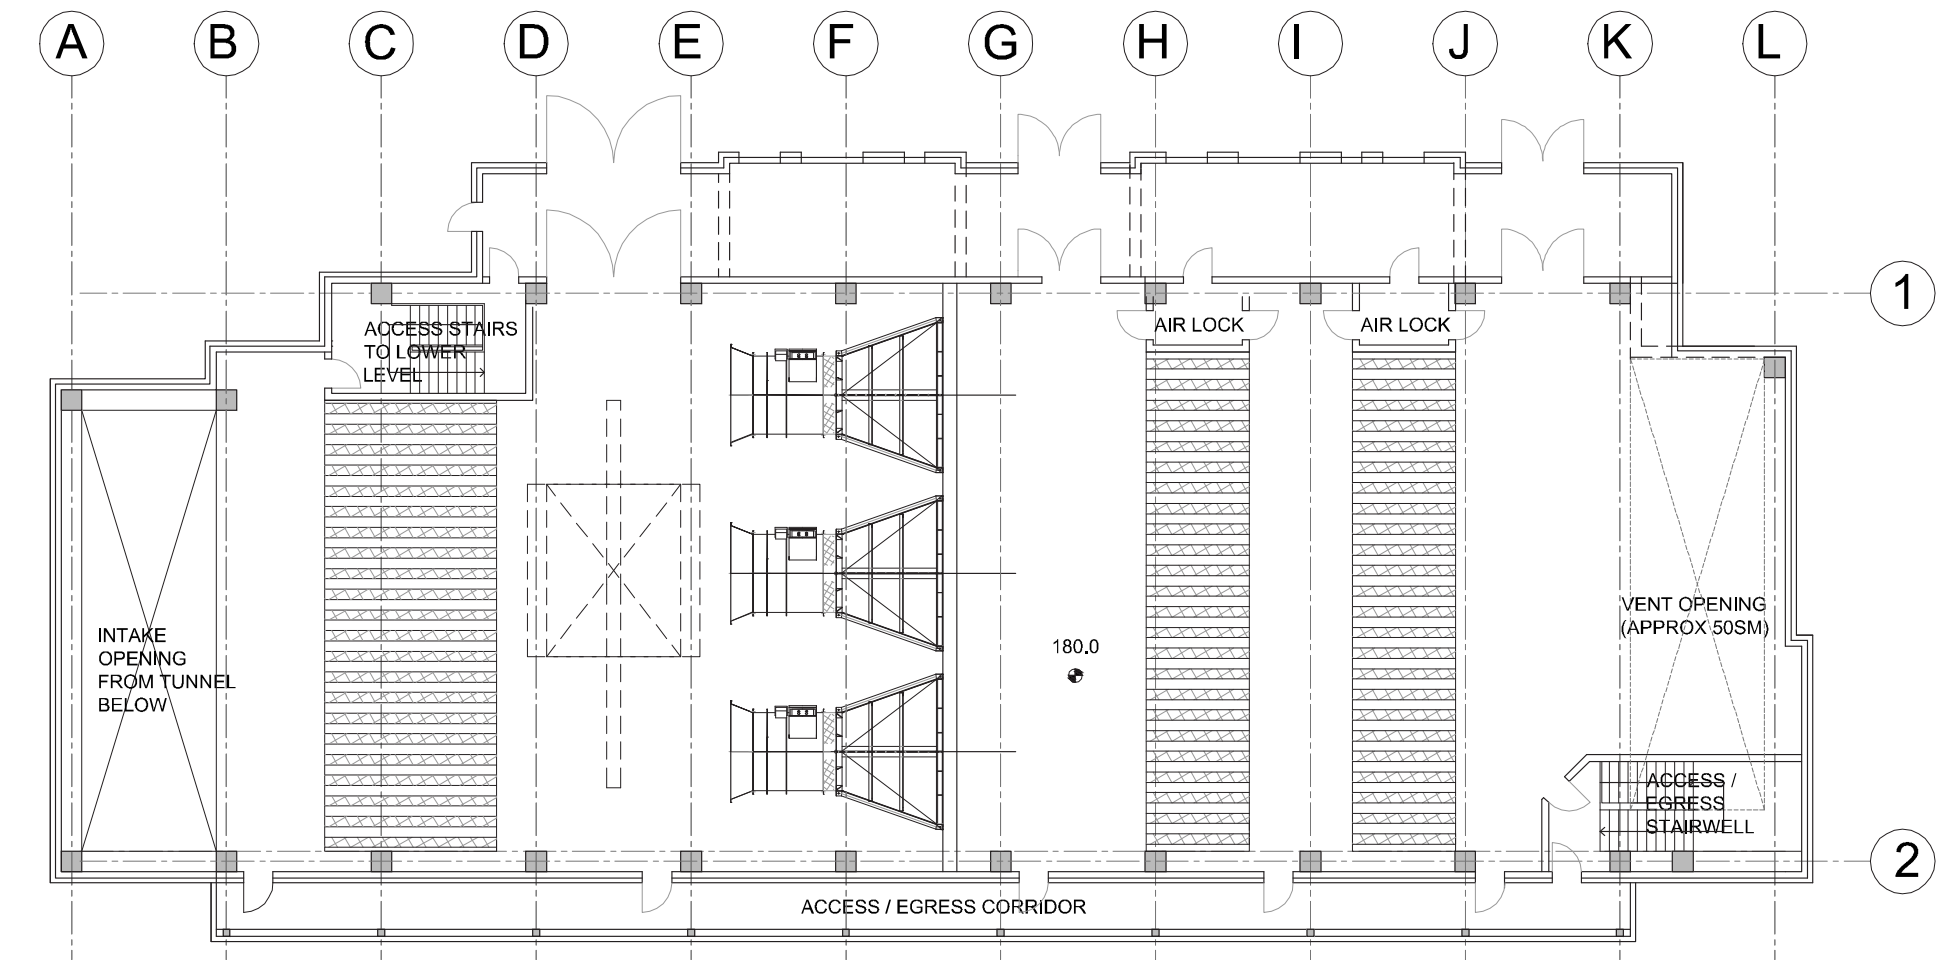 A B C D E F G H I J K L
1
ACCESS STAIRS
TO LOWER
LEVEL
AIR LOCK
AIR LOCK
INTAKE
OPENING
FROM TUNNEL
BELOW
VENT OPENING
(APPROX 50SM)
180.0
ACCESS /
EGRESS
STAIRWELL
2
ACCESS / EGRESS CORRIDOR